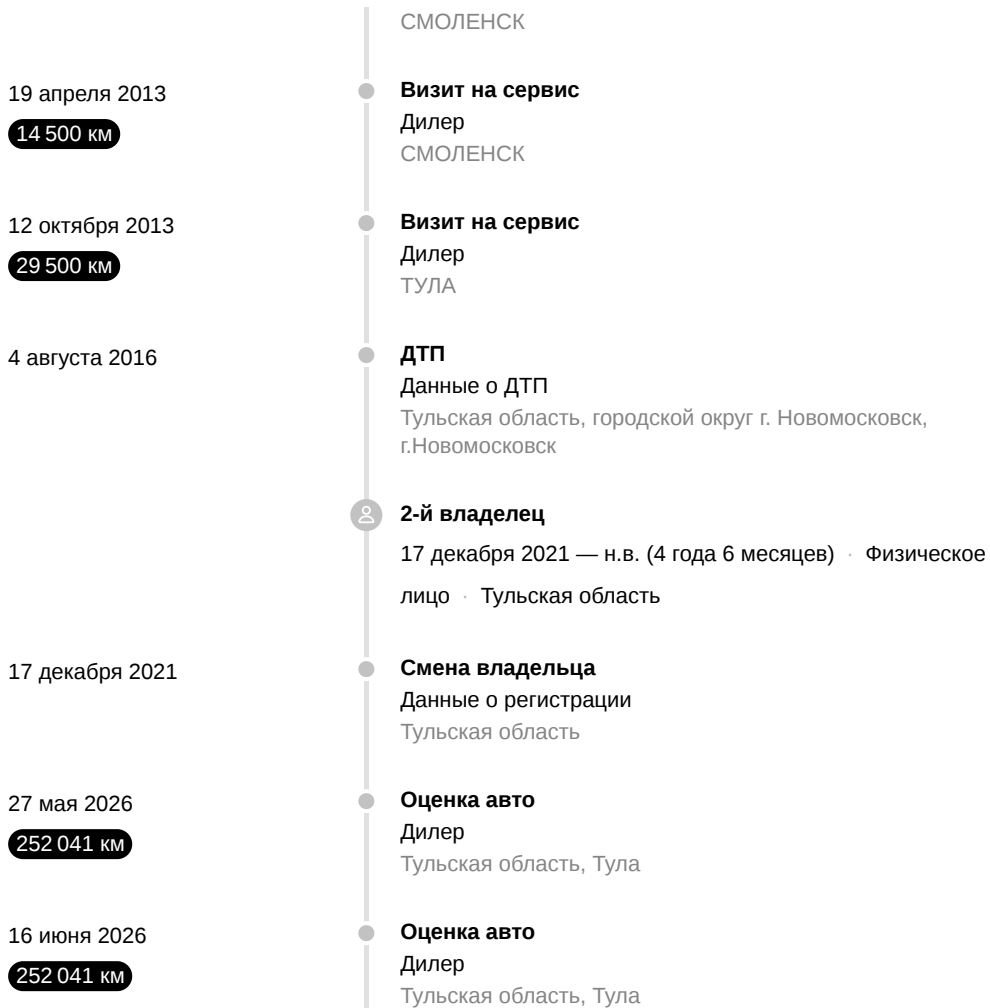 СМОЛЕНСК
19 апреля 2013
14 500 км
Визит на сервис
Дилер
СМОЛЕНСК
12 октября 2013
29 500 км
Визит на сервис
Дилер
ТУЛА
4 августа 2016
ДТП
Данные о ДТП
Тульская область, городской округ г. Новомосковск,
г.Новомосковск
2-й владелец
17 декабря 2021 — н.в. (4 года 6 месяцев) · Физическое
лицо · Тульская область
17 декабря 2021
Смена владельца
Данные о регистрации
Тульская область
27 мая 2026
252 041 км
Оценка авто
Дилер
Тульская область, Тула
16 июня 2026
252 041 км
Оценка авто
Дилер
Тульская область, Тула